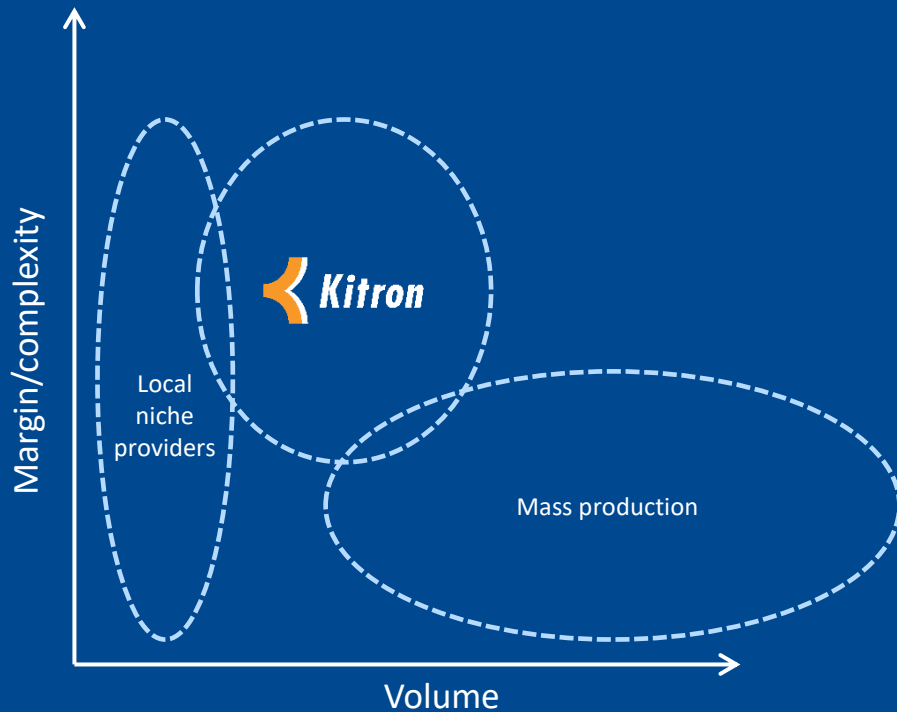 Margin/complexity
Kitron
Local
niche
providers
Mass production
Volume